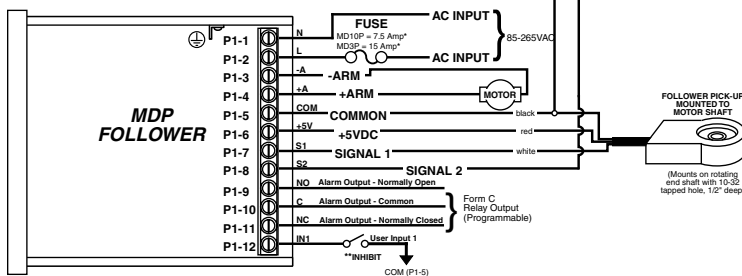 MDP
FOLLOWER
P1-1
P1-2
P1-3
P1-4
P1-5
P1-6
P1-7
P1-8
P1-9
P1-10
P1-11
P1-12
N
L
-A
+A
COM
+5V
S1
S2
NO
C
NC
IN1
FUSE
MD10P = 7.5 Amp*
MD3P = 15 Amp*
AC INPUT
AC INPUT
85-265VAC
-ARM
+ARM
MOTOR
COMMON
black
+5VDC
red
SIGNAL 1
white
SIGNAL 2
Alarm Output - Normally Open
Alarm Output - Common
Alarm Output - Normally Closed
Form C
Relay Output
(Programmable)
User Input 1
**INHIBIT
COM (P1-5)
FOLLOWER PICK-UP
MOUNTED TO
MOTOR SHAFT
(Mounts on rotating
end shaft with 10-32
tapped hole, 1/2" deep